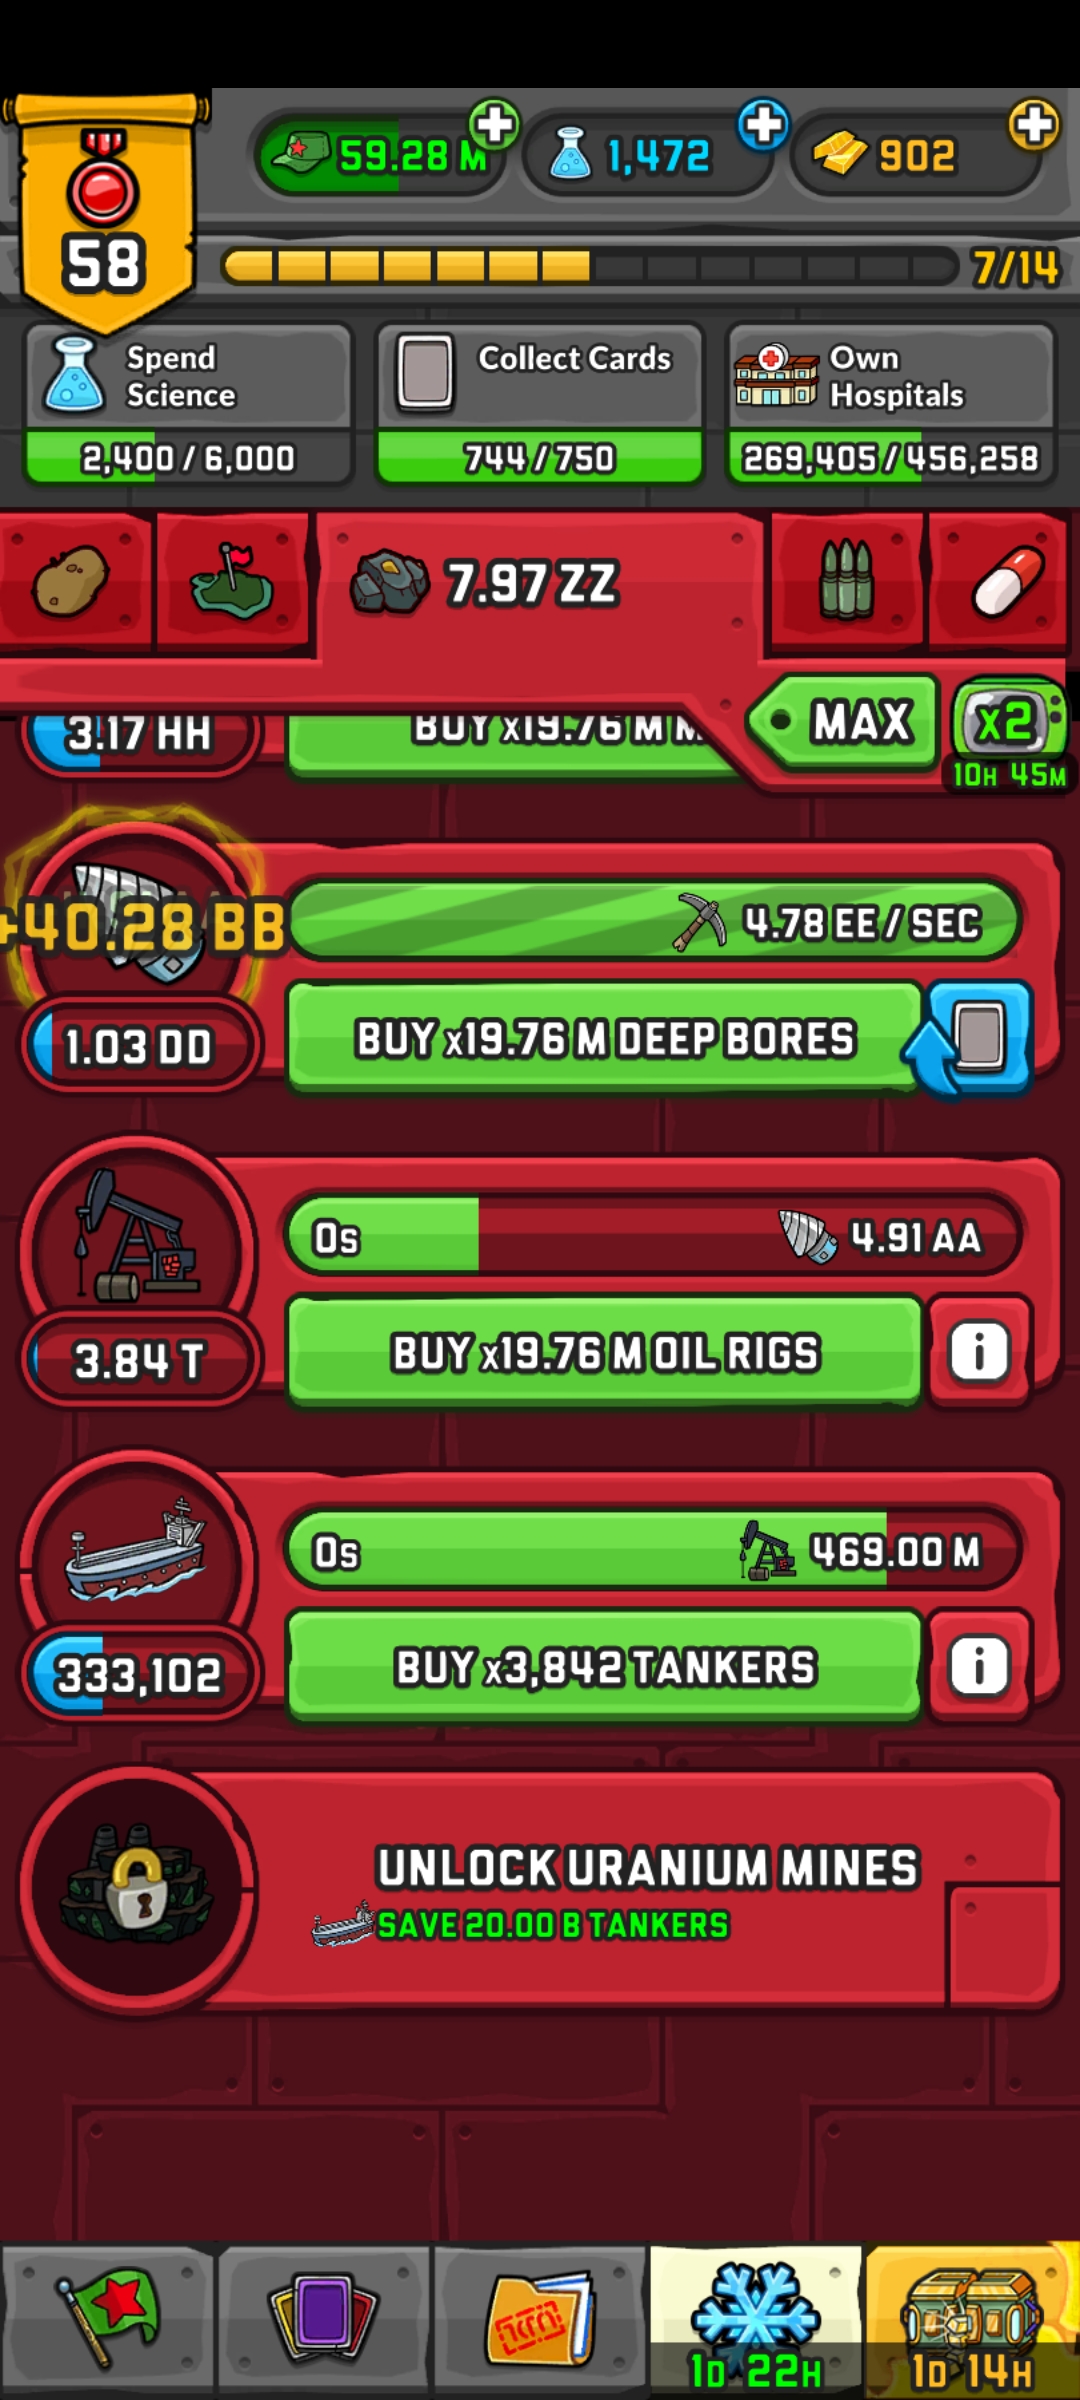 59.28 M
1,472
902
58
7/14
Spend
Science
2,400 / 6,000
Collect Cards
744 / 750
Own
Hospitals
269,405 / 456,258
7.97 ZZ
MAX
x2
10H 45M
3.17 HH
BUY x19.76 M M
+40.28 BB
4.78 EE / SEC
1.03 DD
BUY x19.76 M DEEP BORES
0s
4.91 AA
3.84 T
BUY x19.76 M OIL RIGS
i
0s
469.00 M
333,102
BUY x3,842 TANKERS
i
UNLOCK URANIUM MINES
SAVE 20.00 B TANKERS
1D 22H
1D 14H